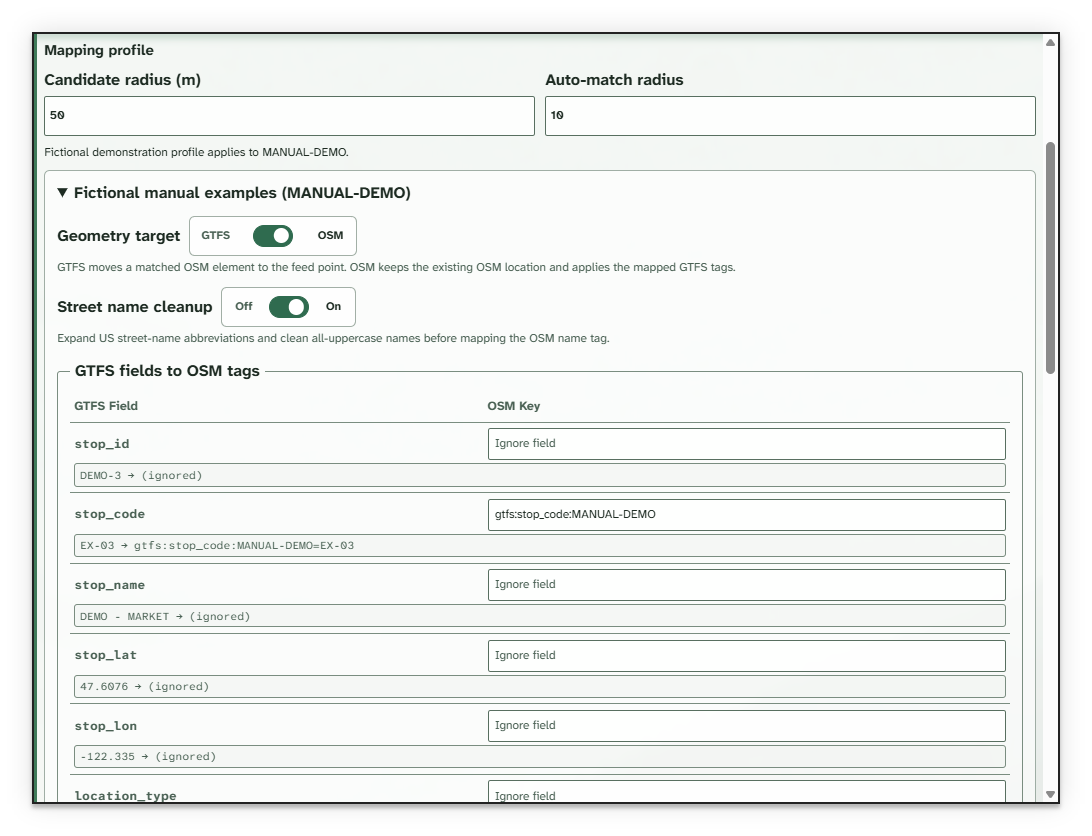 Mapping profile
Candidate radius (m) Auto-match radius
50 10
Fictional demonstration profile applies to MANUAL-DEMO.
▼ Fictional manual examples (MANUAL-DEMO)
Geometry target GTFS OSM
GTFS moves a matched OSM element to the feed point. OSM keeps the existing OSM location and applies the mapped GTFS tags.
Street name cleanup Off On
Expand US street-name abbreviations and clean all-uppercase names before mapping the OSM name tag.
GTFS fields to OSM tags
GTFS Field OSM Key
stop_id Ignore field
DEMO-3 → (ignored)
stop_code gtfs:stop_code:MANUAL-DEMO
EX-03 → gtfs:stop_code:MANUAL-DEMO=EX-03
stop_name Ignore field
DEMO - MARKET → (ignored)
stop_lat Ignore field
47.6076 → (ignored)
stop_lon Ignore field
-122.335 → (ignored)
location_type Ignore field